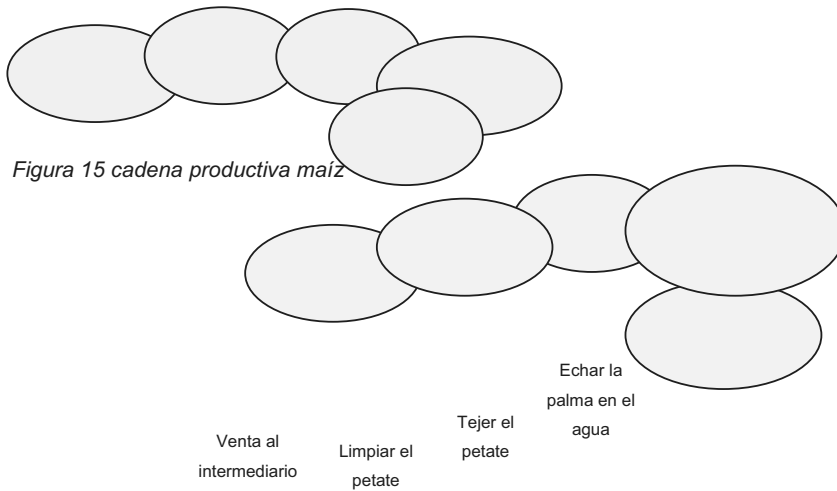 Figura 15 cadena productiva maíz
Echar la
palma en el
agua
Tejer el
petate
Venta al
intermediario
Limpiar el
petate